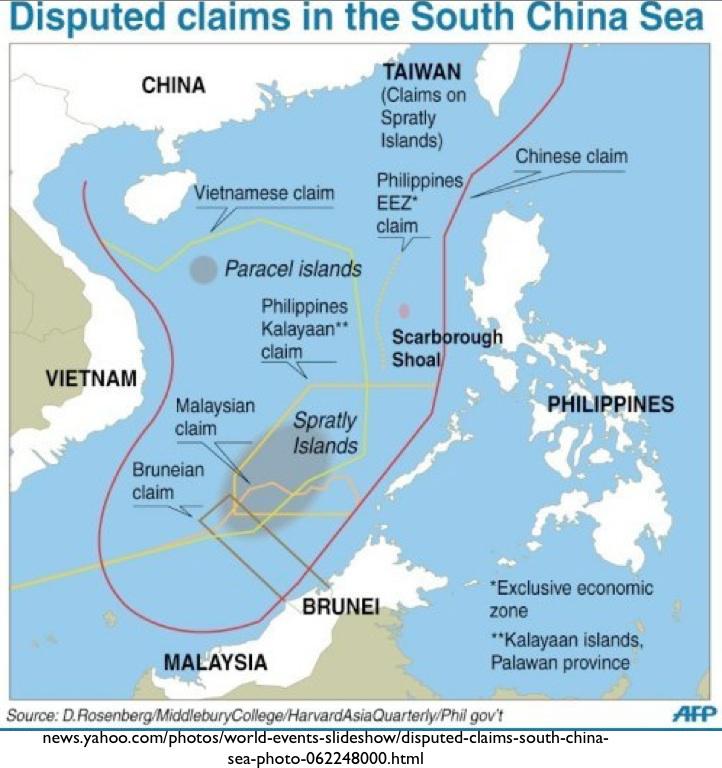 Disputed claims in the South China Sea
CHINA
TAIWAN
(Claims on
Spratly
Islands)
Chinese claim
Philippines
EEZ*
claim
Vietnamese claim
Paracel islands
Philippines
Kalayaan**
claim
Scarborough
Shoal
VIETNAM
PHILIPPINES
Malaysian
claim
Spratly
Islands
Bruneian
claim
BRUNEI
MALAYSIA
*Exclusive economic
zone
**Kalayaan islands,
Palawan province
Source: D.Rosenberg/MiddleburyCollege/HarvardAsiaQuarterly/Phil gov't
AFP
news.yahoo.com/photos/world-events-slideshow/disputed-claims-south-china-
sea-photo-062248000.html